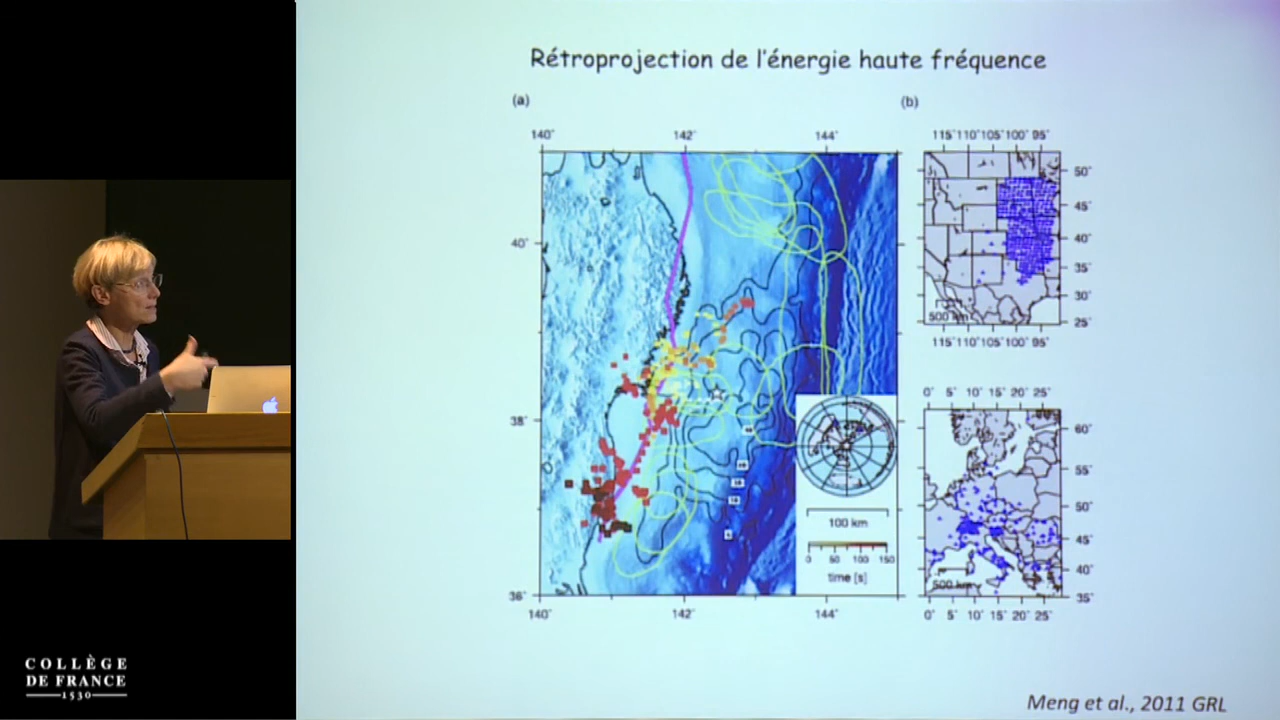 Rétroprojection de l'énergie haute fréquence
(a)
(b)
140° 142° 144°
115°110°105°100° 95°
50°
45°
40°
35°
30°
25°
500 km
115°110°105°100° 95°
40°
38°
36°
100 km
0 50 100 150
time [s]
140° 142° 144°
0° 5° 10° 15° 20° 25°
60°
55°
50°
45°
40°
35°
500 km
0° 5° 10° 15° 20° 25°
COLLÈGE
DE FRANCE
1530
Meng et al., 2011 GRL